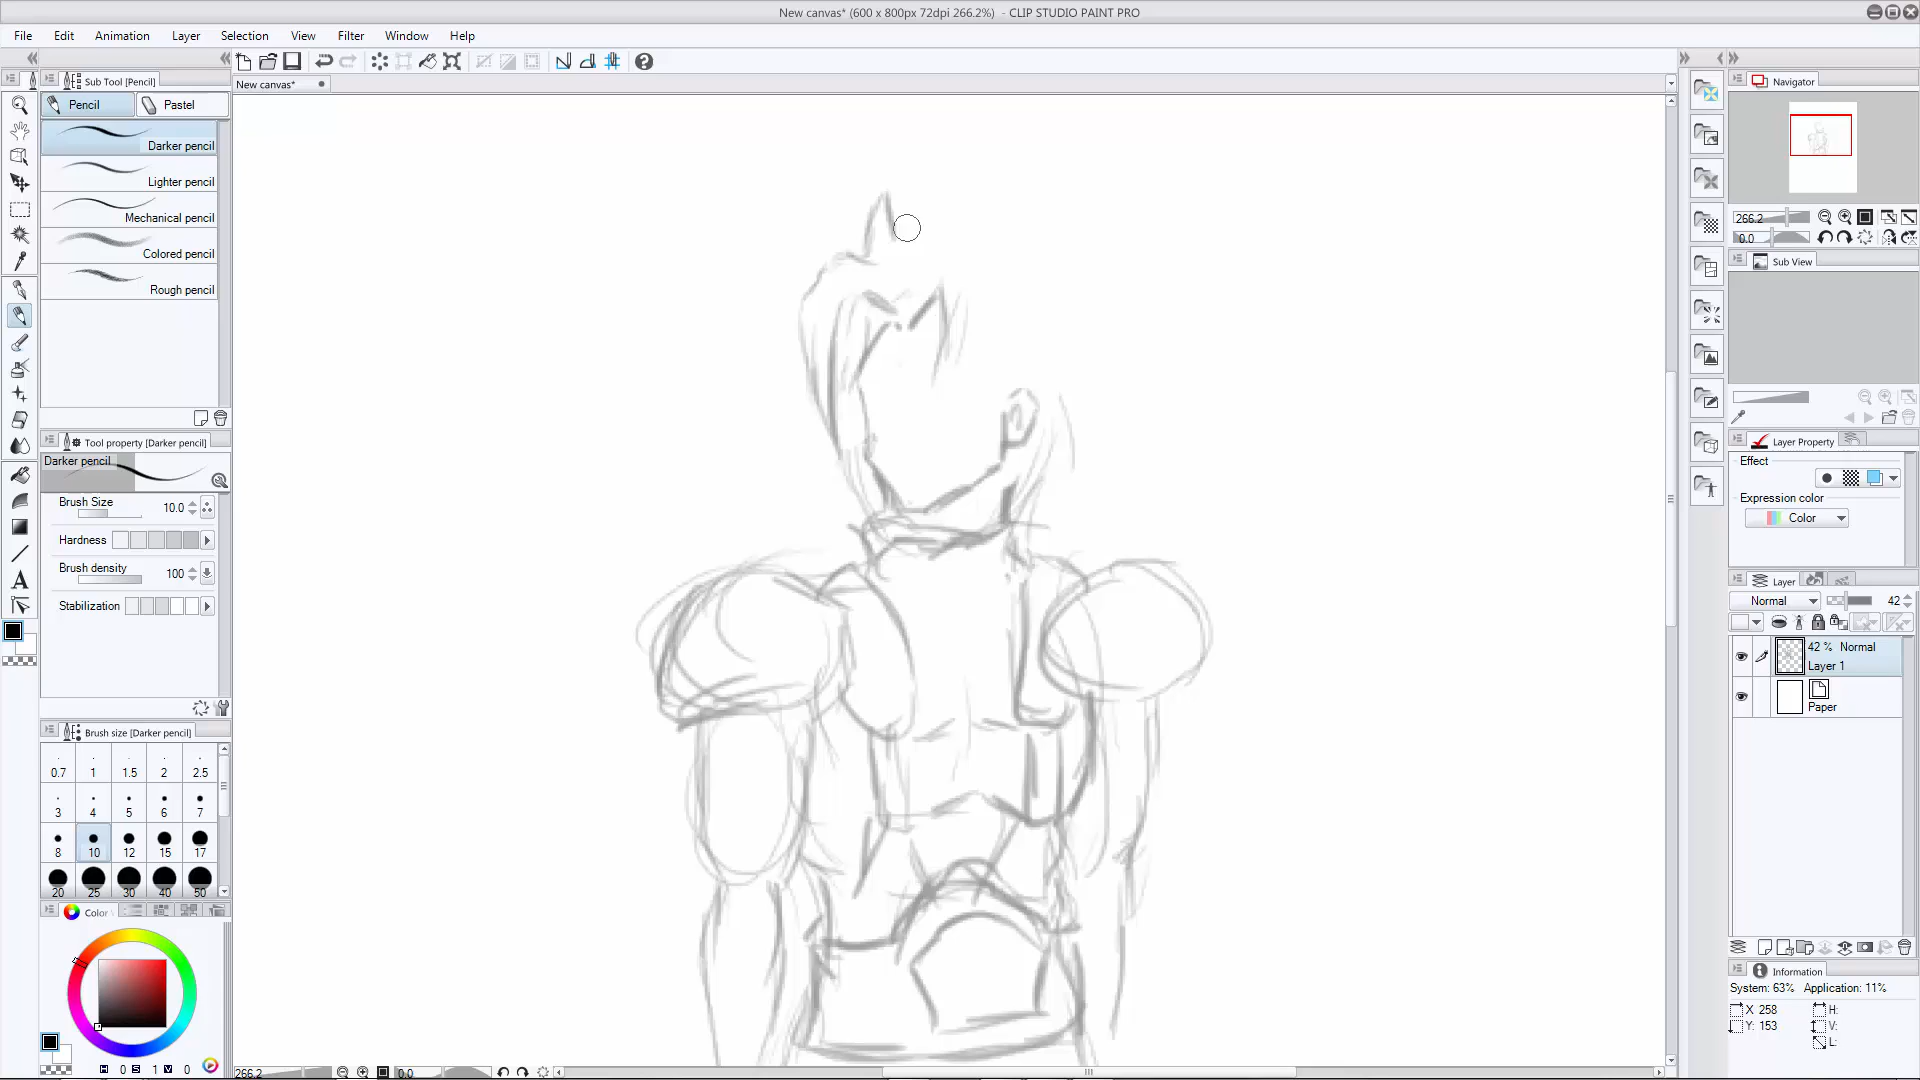 New canvas* (600 x 800px 72dpi 266.2%) - CLIP STUDIO PAINT PRO
File Edit Animation Layer Selection View Filter Window Help
Sub Tool [Pencil]
New canvas*
Navigator
Pencil Pastel
Darker pencil
Lighter pencil
Mechanical pencil
Colored pencil
Rough pencil
266.2
0.0
Sub View
Tool property [Darker pencil]
Darker pencil
Brush Size 10.0
Hardness
Brush density 100
Stabilization
Layer Property
Effect
Expression color
Color
Layer
Normal 42
42 % Normal
Layer 1
Paper
Brush size [Darker pencil]
0.7 1 1.5 2 2.5
3 4 5 6 7
8 10 12 15 17
20 25 30 40 50
Color
H 0 S 1 V 0
266.2 0.0
Information
System: 63% Application: 11%
X 258 H:
Y: 153 V:
L: